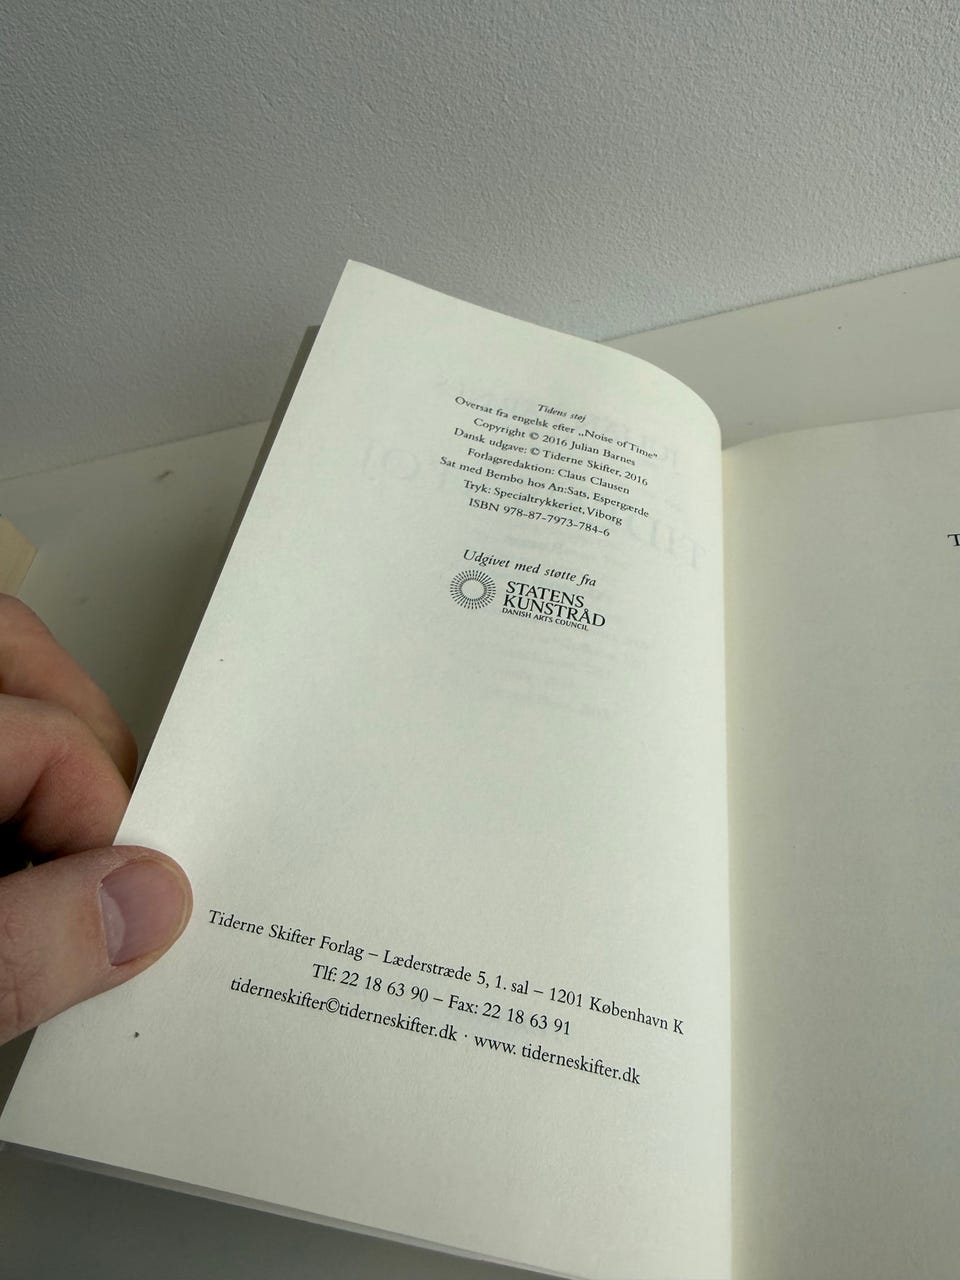 Tidens støj
Oversat fra engelsk efter „Noise of Time”
Copyright © 2016 Julian Barnes
Dansk udgave: © Tiderne Skifter, 2016
Forlagsredaktion: Claus Clausen
Sat med Bembo hos An:Sats, Espergærde
Tryk: Specialtrykkeriet, Viborg
ISBN 978-87-7973-784-6
Udgivet med støtte fra
STATENS
KUNSTRÅD
DANISH ARTS COUNCIL
Tiderne Skifter Forlag – Læderstræde 5, 1. sal – 1201 København K
Tlf: 22 18 63 90 – Fax: 22 18 63 91
tiderneskifter©tiderneskifter.dk · www. tiderneskifter.dk